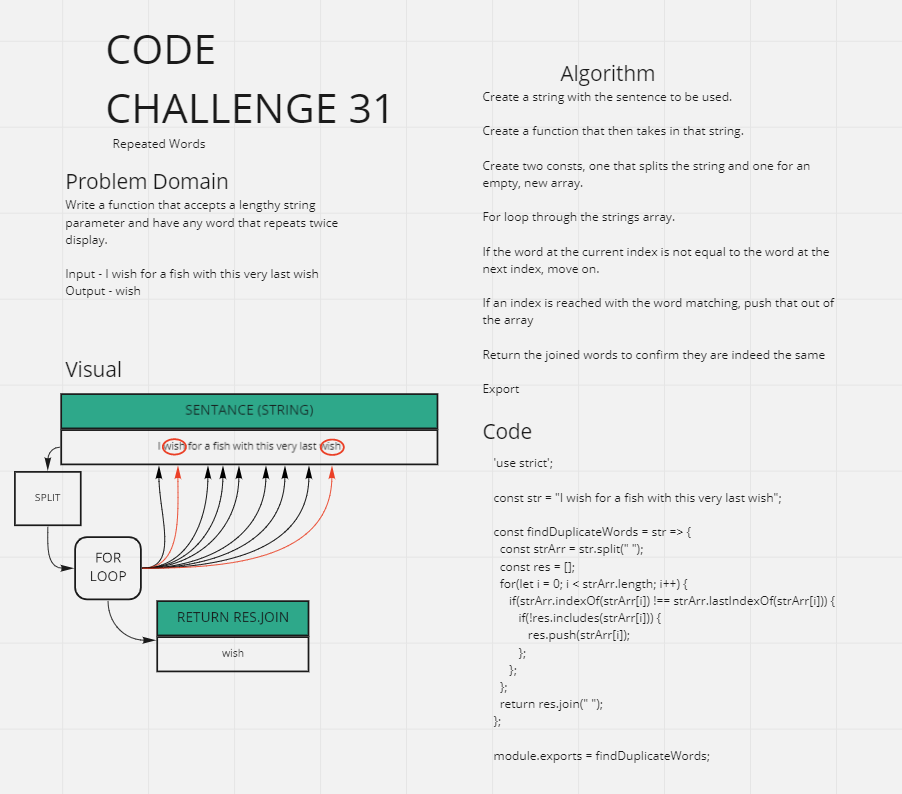 CODE
CHALLENGE 31
Repeated Words
Problem Domain
Write a function that accepts a lengthy string
parameter and have any word that repeats twice
display.
Input - I wish for a fish with this very last wish
Output - wish
Visual
SENTANCE (STRING)
I wish for a fish with this very last wish
SPLIT
FOR
LOOP
RETURN RES.JOIN
wish
Algorithm
Create a string with the sentence to be used.
Create a function that then takes in that string.
Create two consts, one that splits the string and one for an
empty, new array.
For loop through the strings array.
If the word at the current index is not equal to the word at the
next index, move on.
If an index is reached with the word matching, push that out of
the array
Return the joined words to confirm they are indeed the same
Export
Code
'use strict';
const str = "I wish for a fish with this very last wish";
const findDuplicateWords = str => {
const strArr = str.split(" ");
const res = [];
for(let i = 0; i < strArr.length; i++) {
if(strArr.indexOf(strArr[i]) !== strArr.lastIndexOf(strArr[i])) {
if(!res.includes(strArr[i])) {
res.push(strArr[i]);
};
};
};
return res.join(" ");
};
module.exports = findDuplicateWords;